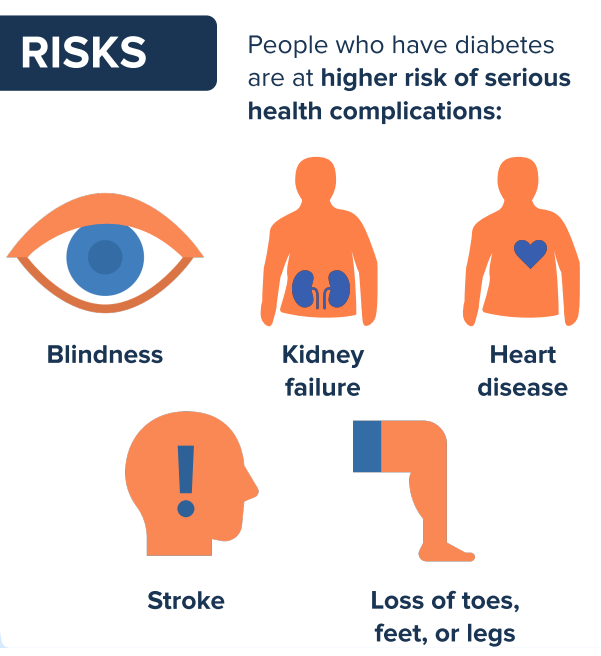 RISKS
People who have diabetes
are at higher risk of serious
health complications:
Blindness
Kidney
failure
Heart
disease
Stroke
Loss of toes,
feet, or legs